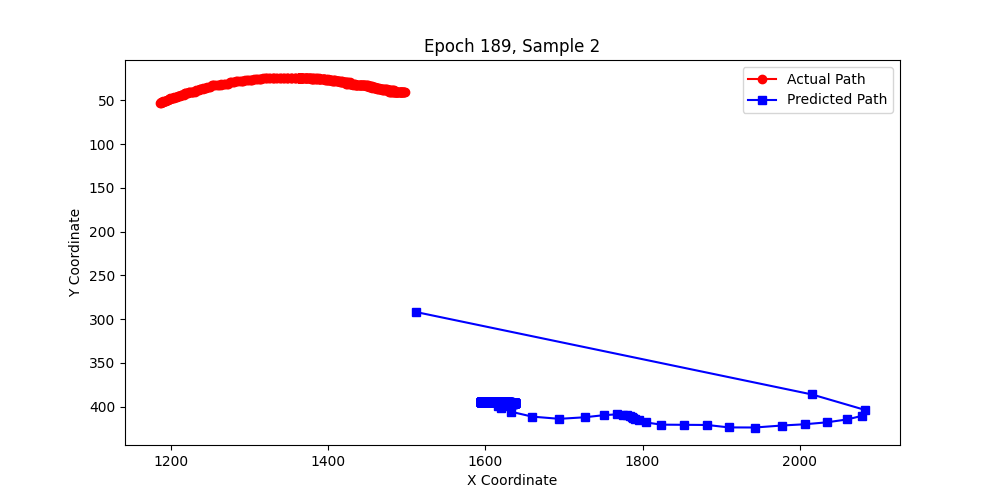 Epoch 189, Sample 2
Actual Path
Predicted Path
Y Coordinate
50
100
150
200
250
300
350
400
1200
1400
1600
1800
2000
X Coordinate